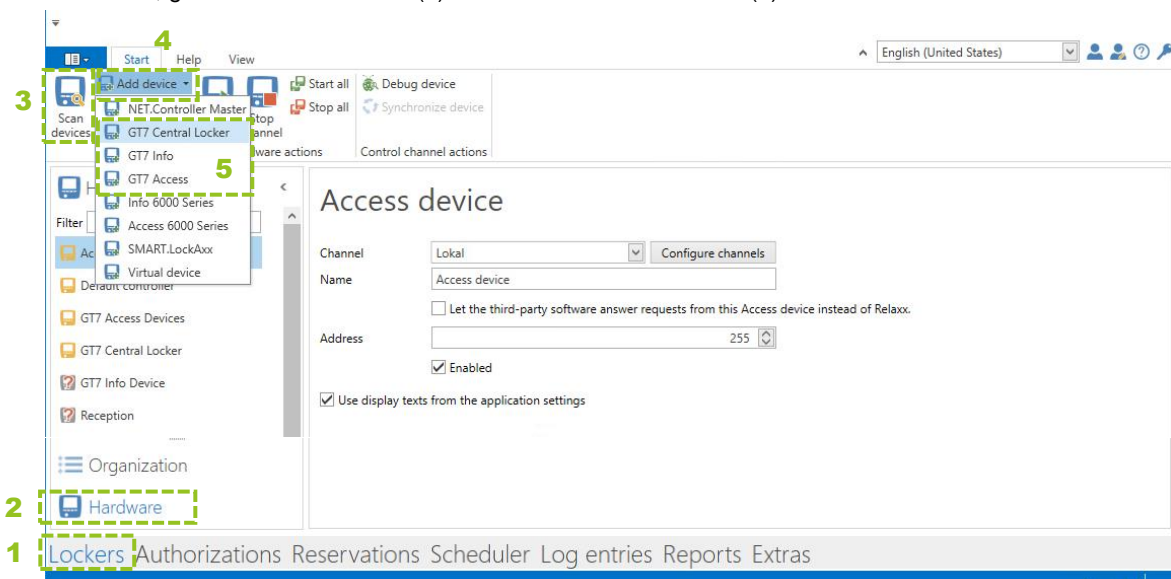 4
Start Help View
English (United States)
3
Scan devices
Add device
Start all
Stop all
Debug device
Synchronize device
Stop
annel
ware actions
Control channel actions
NET.Controller Master
GT7 Central Locker
GT7 Info
GT7 Access
5
Info 6000 Series
Access 6000 Series
SMART.LockAxx
Virtual device
H
Filter
Ac
Default controller
GT7 Access Devices
GT7 Central Locker
GT7 Info Device
Reception
Access device
Channel Lokal Configure channels
Name Access device
Let the third-party software answer requests from this Access device instead of Relaxx.
Address 255
Enabled
Use display texts from the application settings
Organization
2 Hardware
1 Lockers Authorizations Reservations Scheduler Log entries Reports Extras